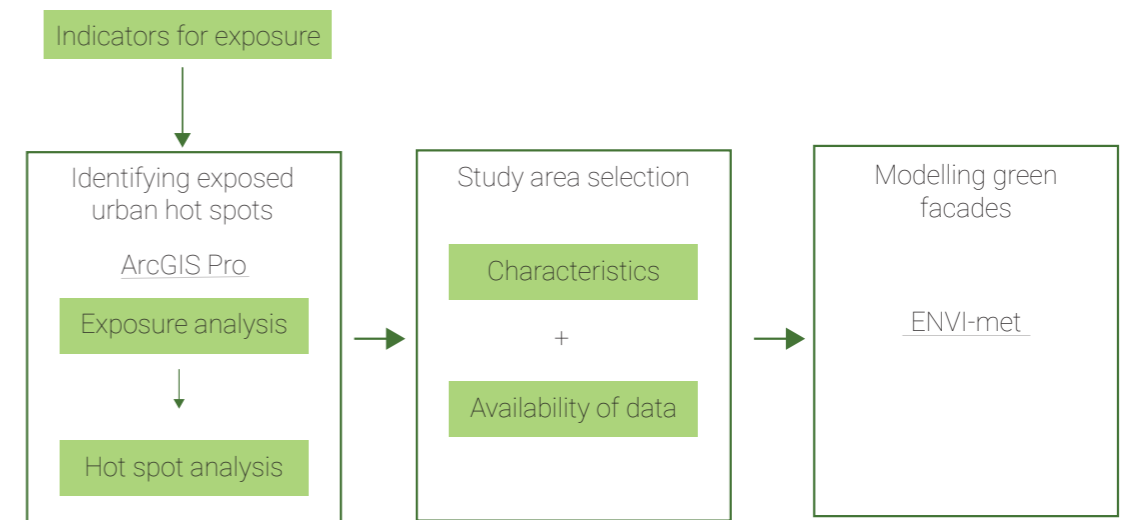 Indicators for exposure
Identifying exposed
urban hot spots
ArcGIS Pro
Exposure analysis
Hot spot analysis
Study area selection
Characteristics
+
Availability of data
Modelling green
facades
ENVI-met